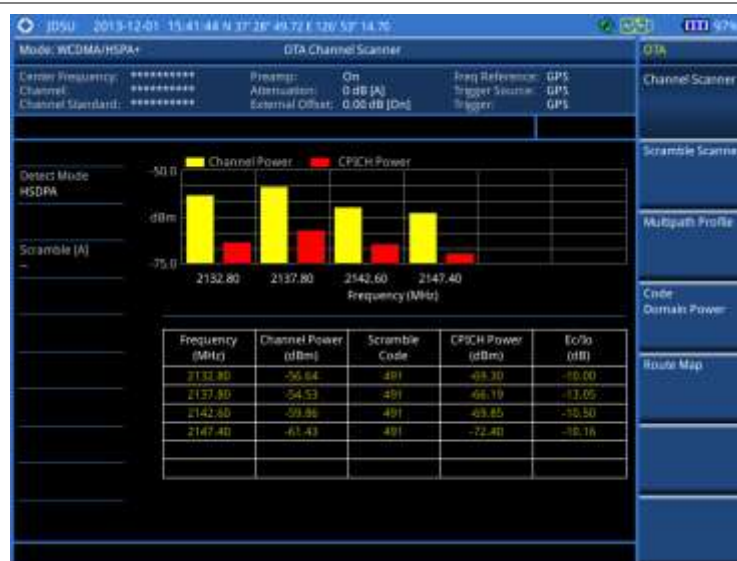 JDSU 2013-12-01 15:41:44 N 37° 28' 49.72 E 126° 53' 14.76 97%
Mode: WCDMA/HSPA+ OTA Channel Scanner OTA
Center Frequency: ********** Preamp: On Freq Reference: GPS
Channel: ********** Attenuation: 0 dB [A] Trigger Source: GPS
Channel Standard: ********** External Offset: 0.00 dB [On] Trigger: GPS
Channel Scanner
Scramble Scanne
Multipath Profile
Code
Domain Power
Route Map
Detect Mode
HSDPA
Scramble [A]
--
Channel Power CPICH Power
-50.0
dBm
-75.0
2132.80 2137.80 2142.60 2147.40
Frequency (MHz)
Frequency (MHz) Channel Power (dBm) Scramble Code CPICH Power (dBm) Ec/Io (dB)
2132.80 -56.64 491 -69.30 -10.00
2137.80 -54.53 491 -66.19 -13.05
2142.60 -59.86 491 -69.85 -10.50
2147.40 -61.43 491 -72.40 -10.16